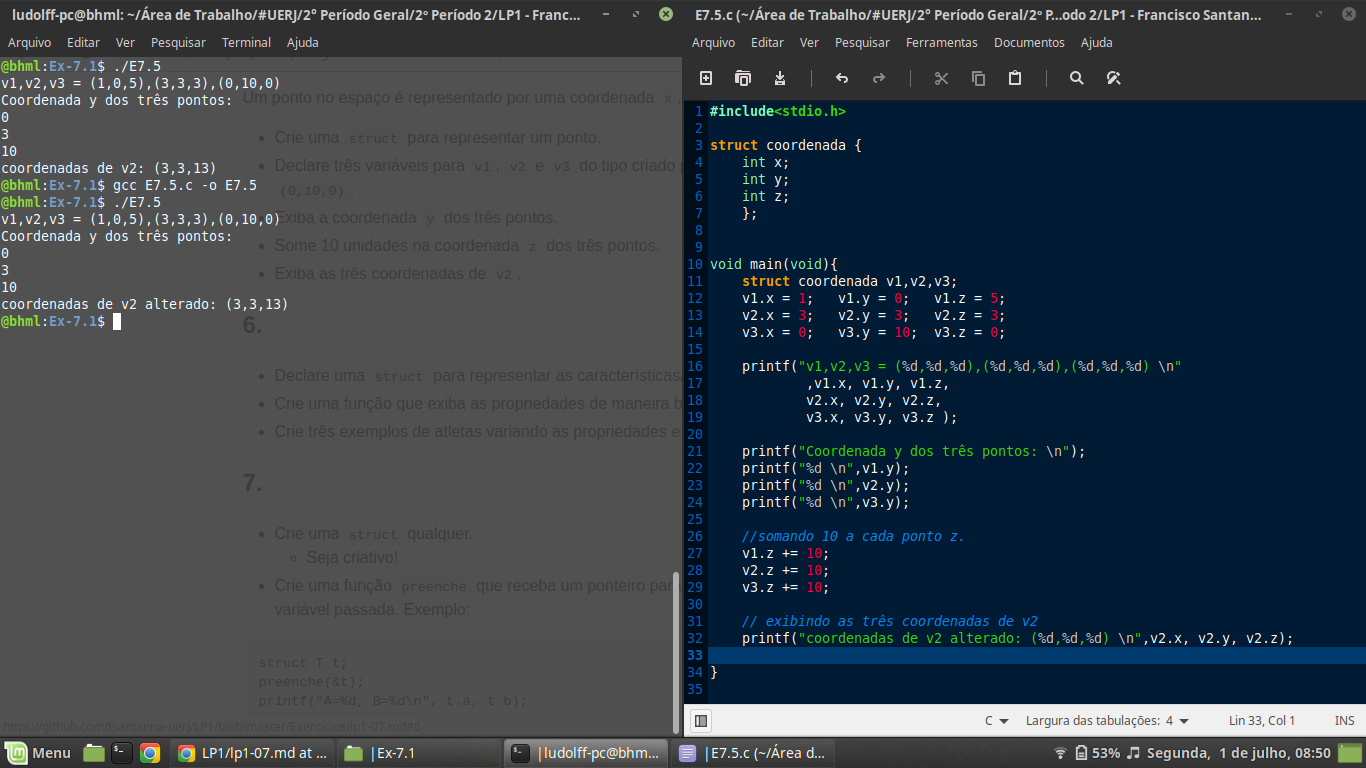 ludolff-pc@bhml: ~/Área de Trabalho/#UERJ/2° Período Geral/2º Período 2/LP1 - Franc...
Arquivo Editar Ver Pesquisar Terminal Ajuda
@bhml:Ex-7.1$ ./E7.5
v1,v2,v3 = (1,0,5),(3,3,3),(0,10,0)
Coordenada y dos três pontos:
0
3
10
coordenadas de v2: (3,3,13)
@bhml:Ex-7.1$ gcc E7.5.c -o E7.5
@bhml:Ex-7.1$ ./E7.5
v1,v2,v3 = (1,0,5),(3,3,3),(0,10,0)
Coordenada y dos três pontos:
0
3
10
coordenadas de v2 alterado: (3,3,13)
@bhml:Ex-7.1$
Um ponto no espaço é representado por uma coordenada x ,
• Crie uma struct para representar um ponto.
• Declare três variáveis para v1 , v2 e v3 do tipo criado
(0,10,0) .
• Exiba a coordenada y dos três pontos.
• Some 10 unidades na coordenada z dos três pontos.
• Exiba as três coordenadas de v2 .
6.
• Declare uma struct para representar as características
• Crie uma função que exiba as propriedades de maneira
• Crie três exemplos de atletas variando as propriedades e
7.
• Crie uma struct qualquer.
◦ Seja criativo!
• Crie uma função preenche que receba um ponteiro
variável passada. Exemplo:
struct T t;
preenche(&t);
printf("A=%d, B=%d\n", t.a, t.b);
https://github.com/fsantanna-uerj/LP1/blob/master/Exercicios/lp1-07.md#6
E7.5.c (~/Área de Trabalho/#UERJ/2° Período Geral/2º P...odo 2/LP1 - Francisco Santan...
Arquivo Editar Ver Pesquisar Ferramentas Documentos Ajuda
1 #include<stdio.h>
2
3 struct coordenada {
4 int x;
5 int y;
6 int z;
7 };
8
9
10 void main(void){
11 struct coordenada v1,v2,v3;
12 v1.x = 1; v1.y = 0; v1.z = 5;
13 v2.x = 3; v2.y = 3; v2.z = 3;
14 v3.x = 0; v3.y = 10; v3.z = 0;
15
16 printf("v1,v2,v3 = (%d,%d,%d),(%d,%d,%d),(%d,%d,%d) \n"
17 ,v1.x, v1.y, v1.z,
18 v2.x, v2.y, v2.z,
19 v3.x, v3.y, v3.z );
20
21 printf("Coordenada y dos três pontos: \n");
22 printf("%d \n",v1.y);
23 printf("%d \n",v2.y);
24 printf("%d \n",v3.y);
25
26 //somando 10 a cada ponto z.
27 v1.z += 10;
28 v2.z += 10;
29 v3.z += 10;
30
31 // exibindo as três coordenadas de v2
32 printf("coordenadas de v2 alterado: (%d,%d,%d) \n",v2.x, v2.y, v2.z);
33
34 }
35
C Largura das tabulações: 4 Lin 33, Col 1 INS
Menu LP1/lp1-07.md at ... |Ex-7.1 |ludolff-pc@bhm... |E7.5.c (~/Área d... 53% Segunda, 1 de julho, 08:50